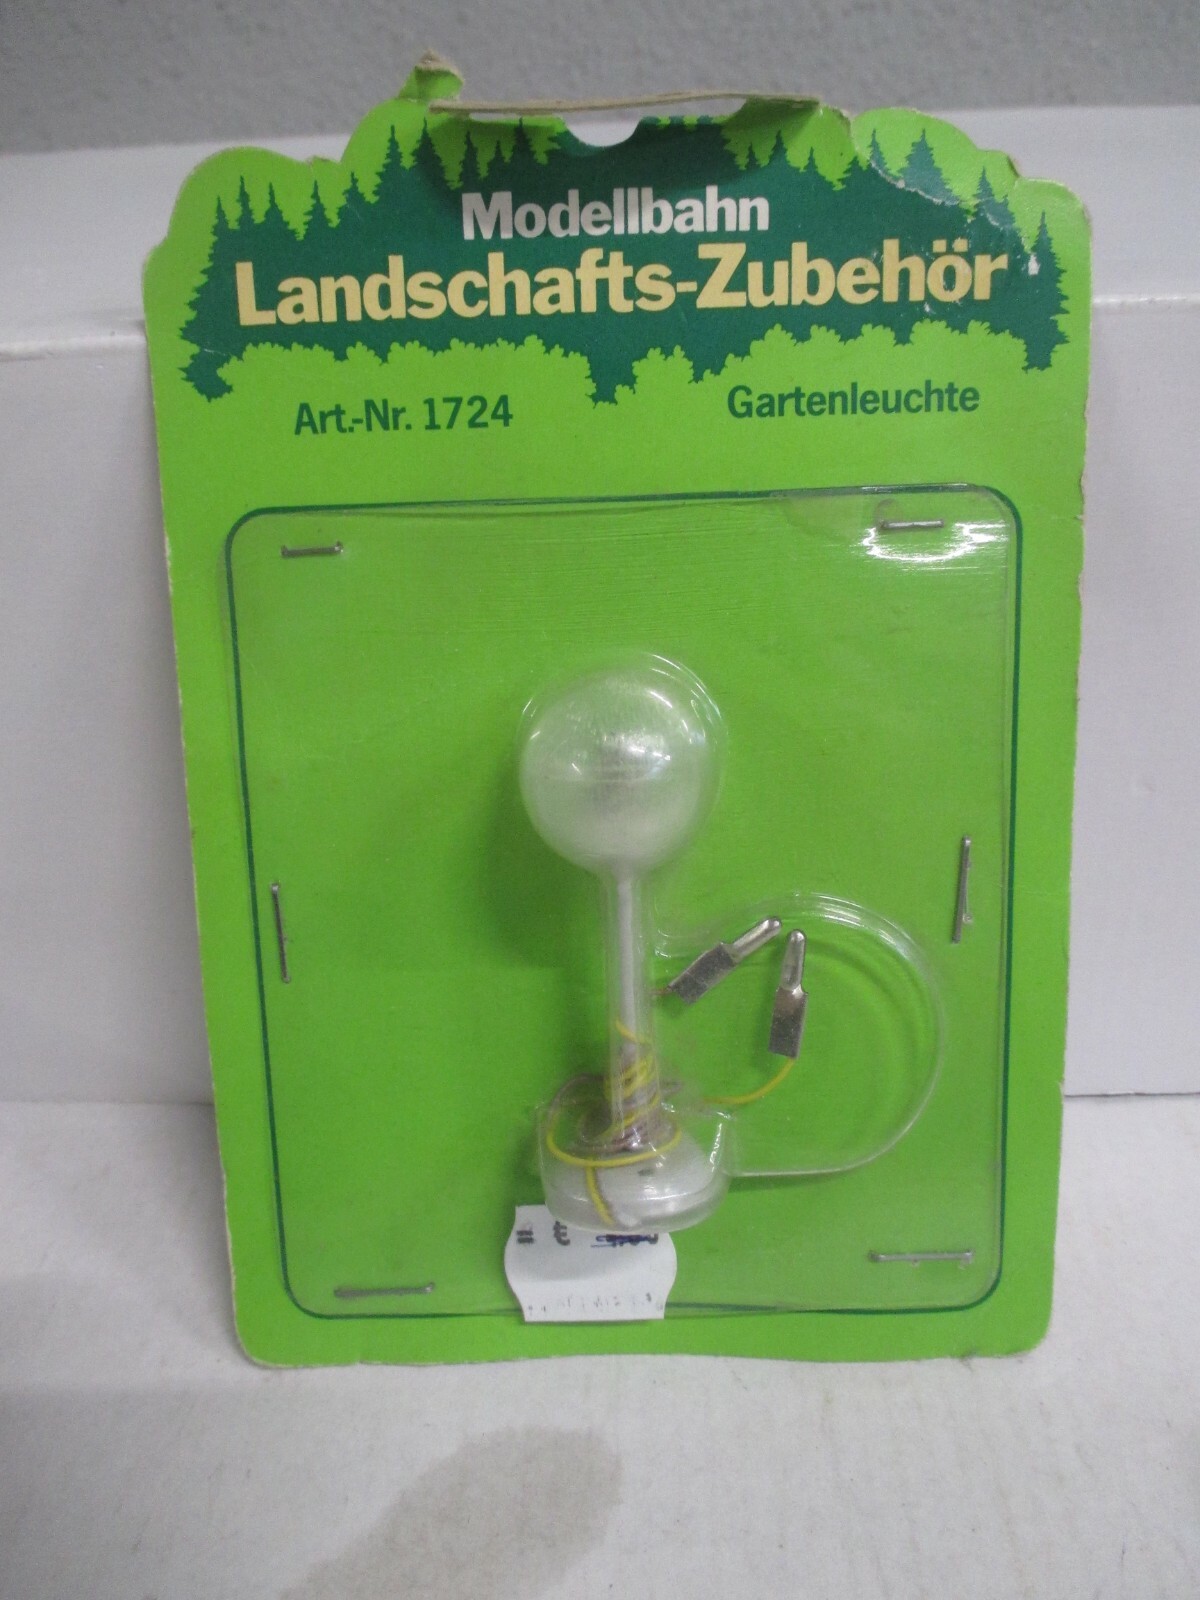 Modellbahn
Landschafts-Zubehör
Art.-Nr. 1724 Gartenleuchte